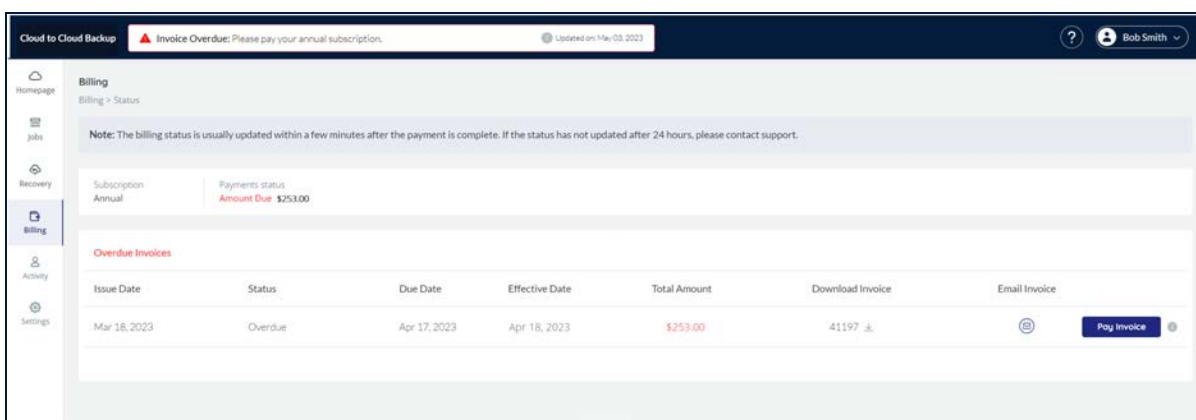 Cloud to Cloud Backup
Invoice Overdue: Please pay your annual subscription.
Updated on: May 03, 2023
?
Bob Smith
Homepage
Jobs
Recovery
Billing
Activity
Settings
Billing
Billing > Status
Note: The billing status is usually updated within a few minutes after the payment is complete. If the status has not updated after 24 hours, please contact support.
Subscription
Annual
Payments status
Amount Due $253.00
Overdue Invoices
Issue Date Status Due Date Effective Date Total Amount Download Invoice Email Invoice
Mar 18, 2023 Overdue Apr 17, 2023 Apr 18, 2023 $253.00 41197 Pay Invoice